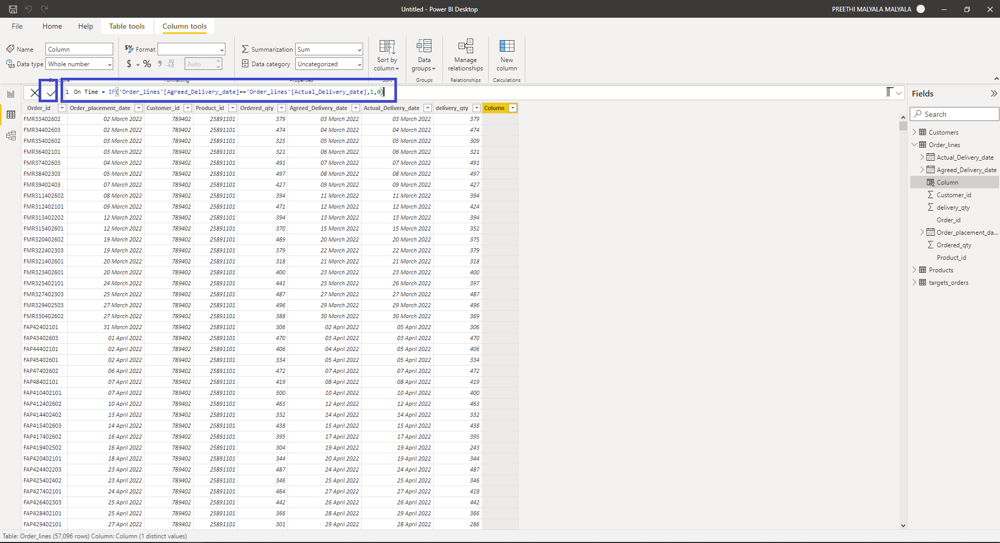 Untitled - Power BI Desktop
PREETHI MALYALA MALYALA
File Home Help Table tools Column tools
Name Column
Data type Whole number
Format
$ % Auto
Summarization Sum
Data category Uncategorized
Sort by column
Data groups
Manage relationships
New column
Structure Formatting Properties Sort Groups Relationships Calculations
1 On Time = IF('Order_lines'[Agreed_Delivery_date]=='Order_lines'[Actual_Delivery_date],1,0)
Order_id Order_placement_date Customer_id Product_id Ordered_qty Agreed_Delivery_date Actual_Delivery_date delivery_qty Column
FMR33402602 02 March 2022 789402 25891101 379 03 March 2022 03 March 2022 379
FMR34402603 02 March 2022 789402 25891101 474 04 March 2022 04 March 2022 474
FMR35402602 03 March 2022 789402 25891101 325 05 March 2022 05 March 2022 309
FMR36402101 03 March 2022 789402 25891101 321 06 March 2022 06 March 2022 321
FMR37402603 04 March 2022 789402 25891101 491 07 March 2022 07 March 2022 491
FMR38402303 05 March 2022 789402 25891101 497 08 March 2022 08 March 2022 497
FMR39402403 07 March 2022 789402 25891101 427 09 March 2022 09 March 2022 427
FMR311402602 08 March 2022 789402 25891101 394 11 March 2022 11 March 2022 394
FMR312402101 09 March 2022 789402 25891101 471 12 March 2022 12 March 2022 424
FMR313402202 12 March 2022 789402 25891101 394 13 March 2022 13 March 2022 394
FMR315402601 12 March 2022 789402 25891101 370 15 March 2022 15 March 2022 352
FMR320402602 19 March 2022 789402 25891101 469 20 March 2022 20 March 2022 375
FMR322402303 19 March 2022 789402 25891101 379 22 March 2022 22 March 2022 379
FMR321402601 20 March 2022 789402 25891101 318 21 March 2022 21 March 2022 318
FMR323402601 20 March 2022 789402 25891101 400 23 March 2022 23 March 2022 400
FMR325402101 24 March 2022 789402 25891101 441 25 March 2022 26 March 2022 397
FMR327402303 25 March 2022 789402 25891101 487 27 March 2022 27 March 2022 487
FMR329402503 27 March 2022 789402 25891101 496 29 March 2022 29 March 2022 496
FMR330402602 27 March 2022 789402 25891101 388 30 March 2022 30 March 2022 369
FAP42402101 31 March 2022 789402 25891101 306 02 April 2022 05 April 2022 306
FAP43402603 01 April 2022 789402 25891101 470 03 April 2022 03 April 2022 470
FAP44402101 02 April 2022 789402 25891101 406 04 April 2022 05 April 2022 406
FAP45402601 02 April 2022 789402 25891101 334 05 April 2022 05 April 2022 334
FAP47402602 06 April 2022 789402 25891101 472 07 April 2022 07 April 2022 472
FAP48402101 07 April 2022 789402 25891101 419 08 April 2022 08 April 2022 419
FAP410402101 07 April 2022 789402 25891101 500 10 April 2022 10 April 2022 400
FAP412402602 10 April 2022 789402 25891101 463 12 April 2022 12 April 2022 463
FAP414402402 13 April 2022 789402 25891101 332 14 April 2022 14 April 2022 332
FAP415402603 14 April 2022 789402 25891101 438 15 April 2022 15 April 2022 438
FAP417402602 16 April 2022 789402 25891101 395 17 April 2022 17 April 2022 395
FAP419402502 16 April 2022 789402 25891101 304 19 April 2022 19 April 2022 243
FAP420402101 18 April 2022 789402 25891101 344 20 April 2022 19 April 2022 344
FAP424402203 23 April 2022 789402 25891101 487 24 April 2022 24 April 2022 487
FAP425402402 23 April 2022 789402 25891101 346 25 April 2022 25 April 2022 346
FAP427402101 24 April 2022 789402 25891101 464 27 April 2022 27 April 2022 418
FAP426402303 25 April 2022 789402 25891101 442 26 April 2022 26 April 2022 442
FAP428402101 25 April 2022 789402 25891101 366 28 April 2022 29 April 2022 366
FAP429402101 27 April 2022 789402 25891101 301 29 April 2022 28 April 2022 286
Fields
Search
Customers
Order_lines
Actual_Delivery_date
Agreed_Delivery_date
Column
Customer_id
delivery_qty
Order_id
Order_placement_da...
Ordered_qty
Product_id
Products
targets_orders
Table: Order_lines (57,096 rows) Column: Column (1 distinct values)